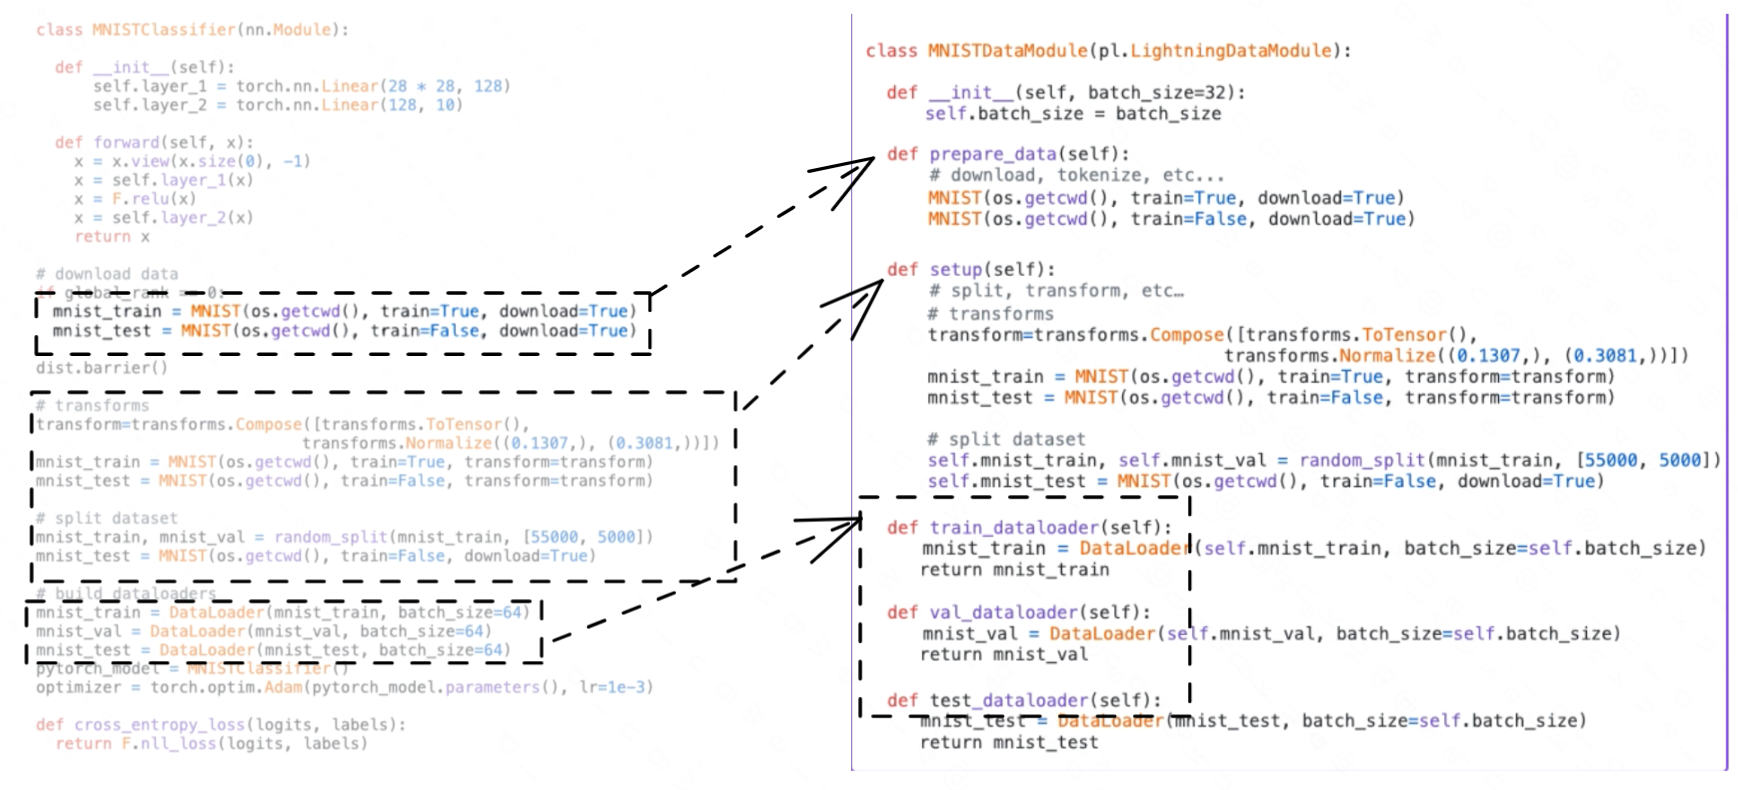 class MNISTClassifier(nn.Module):
def __init__(self):
self.layer_1 = torch.nn.Linear(28 * 28, 128)
self.layer_2 = torch.nn.Linear(128, 10)
def forward(self, x):
x = x.view(x.size(0), -1)
x = self.layer_1(x)
x = F.relu(x)
x = self.layer_2(x)
return x
# download data
if global_rank == 0:
mnist_train = MNIST(os.getcwd(), train=True, download=True)
mnist_test = MNIST(os.getcwd(), train=False, download=True)
dist.barrier()
# transforms
transform=transforms.Compose([transforms.ToTensor(),
transforms.Normalize((0.1307,), (0.3081,))])
mnist_train = MNIST(os.getcwd(), train=True, transform=transform)
mnist_test = MNIST(os.getcwd(), train=False, transform=transform)
# split dataset
mnist_train, mnist_val = random_split(mnist_train, [55000, 5000])
mnist_test = MNIST(os.getcwd(), train=False, download=True)
# build dataloaders
mnist_train = DataLoader(mnist_train, batch_size=64)
mnist_val = DataLoader(mnist_val, batch_size=64)
mnist_test = DataLoader(mnist_test, batch_size=64)
pytorch_model = MNISTClassifier()
optimizer = torch.optim.Adam(pytorch_model.parameters(), lr=1e-3)
def cross_entropy_loss(logits, labels):
return F.nll_loss(logits, labels)
class MNISTDataModule(pl.LightningDataModule):
def __init__(self, batch_size=32):
self.batch_size = batch_size
def prepare_data(self):
# download, tokenize, etc...
MNIST(os.getcwd(), train=True, download=True)
MNIST(os.getcwd(), train=False, download=True)
def setup(self):
# split, transform, etc…
# transforms
transform=transforms.Compose([transforms.ToTensor(),
transforms.Normalize((0.1307,), (0.3081,))])
mnist_train = MNIST(os.getcwd(), train=True, transform=transform)
mnist_test = MNIST(os.getcwd(), train=False, transform=transform)
# split dataset
self.mnist_train, self.mnist_val = random_split(mnist_train, [55000, 5000])
self.mnist_test = MNIST(os.getcwd(), train=False, download=True)
def train_dataloader(self):
mnist_train = DataLoader(self.mnist_train, batch_size=self.batch_size)
return mnist_train
def val_dataloader(self):
mnist_val = DataLoader(self.mnist_val, batch_size=self.batch_size)
return mnist_val
def test_dataloader(self):
mnist_test = DataLoader(mnist_test, batch_size=self.batch_size)
return mnist_test